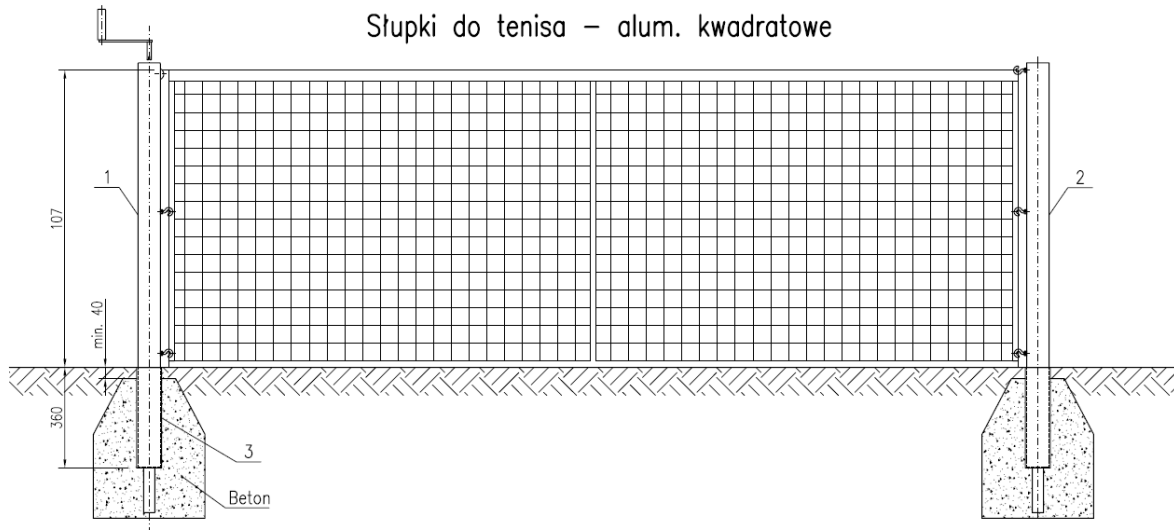 Słupki do tenisa – alum. kwadratowe
1
2
107
min. 40
360
3
Beton